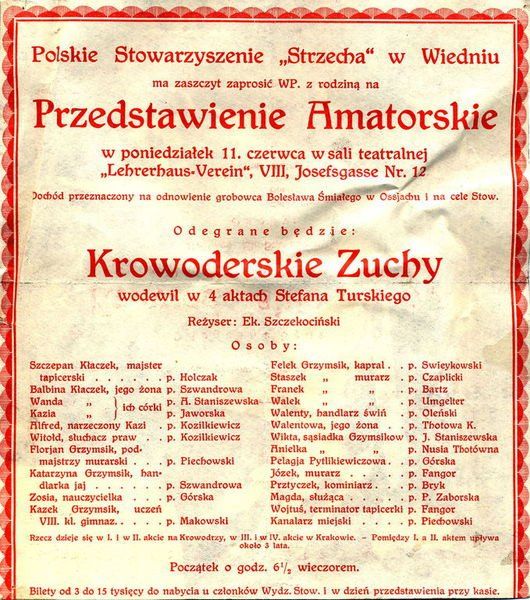 Polskie Stowarzyszenie „Strzecha” w Wiedniu
ma zaszczyt zaprosić WP. z rodziną na
Przedstawienie Amatorskie
w poniedziałek 11. czerwca w sali teatralnej
„Lehrerhaus-Verein”, VIII, Josefsgasse Nr. 12
Dochód przeznaczony na odnowienie grobowca Bolesława Śmiałego w Ossjachu i na cele Stow.
Odegrane będzie:
Krowoderskie Zuchy
wodewil w 4 aktach Stefana Turskiego
Reżyser: Ek. Szczekociński
Osoby:
Szczepan Kłaczek, majster
tapicerski . . . . . . p. Holczak
Balbina Kłaczek, jego żona p. Szwandrowa
Wanda „ } ich córki p. A. Staniszewska
Kazia „ p. Jaworska
Alfred, narzeczony Kazi . p. Kozilkiewicz
Witołd, słuchacz praw . . p. Kozilkiewicz
Florjan Grzymsik, pod-
majstrzy murarski . . . p. Piechowski
Katarzyna Grzymsik, han-
dlarka jaj . . . . . . p. Szwandrowa
Zosia, nauczycielka . . . p. Górska
Kazek Grzymsik, uczeń
VIII. kl. gimnaz. . . . . p. Makowski
Felek Grzymsik, kapral . . p. Świeykowski
Staszek „ murarz . p. Czaplicki
Franek „ „ . p. Bartz
Walek „ „ . p. Umgelter
Walenty, handlarz świń . p. Oleński
Walentowa, jego żona . . p. Thotowa K.
Wikta, sąsiadka Gzymsikow p. J. Staniszewska
Anielka „ „ p. Nusia Thotówna
Pelagja Pytlikiewiczowa . p. Górska
Józek, murarz . . . . . p. Fangor
Prztyczek, kominiarz . . . p. Bryk
Magda, służąca . . . . . p. P. Zaborska
Wojtuś, terminator tapicerki p. Fangor
Kanalarz miejski . . . . p. Piechowski
Rzecz dzieje się w I. i w II. akcie na Krowodrzy, w III. i w IV. akcie w Krakowie. – Pomiędzy I. a II. aktem upływa
około 3 lata.
Początek o godz. 6½ wieczorem.
Bilety od 3 do 15 tysięcy do nabycia u członków Wydz. Stow. i w dzień przedstawienia przy kasie.